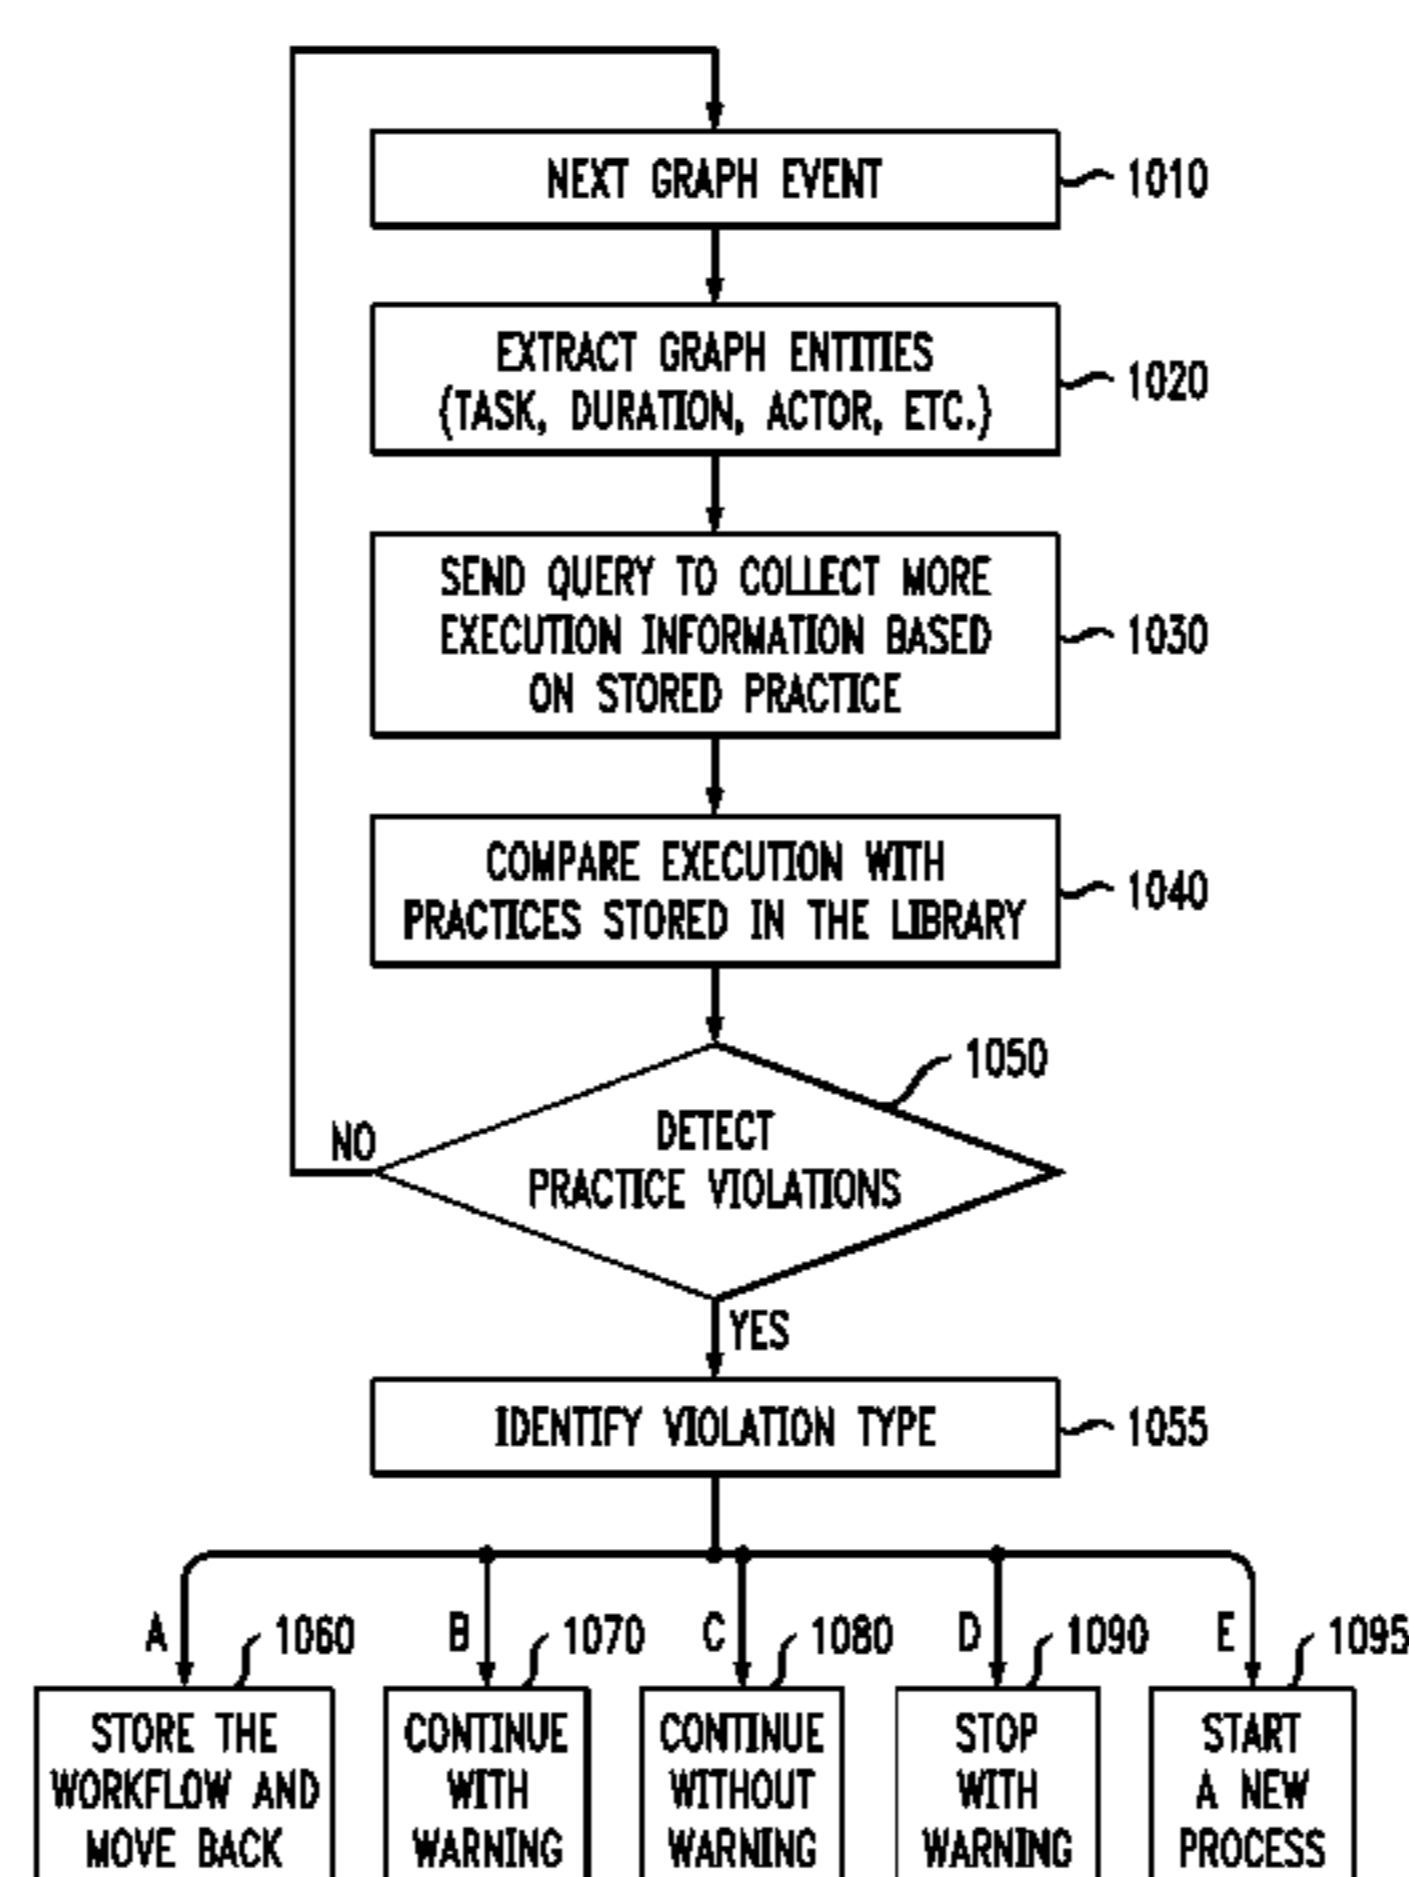 NEXT GRAPH EVENT
1010
EXTRACT GRAPH ENTITIES
(TASK, DURATION, ACTOR, ETC.)
1020
SEND QUERY TO COLLECT MORE
EXECUTION INFORMATION BASED
ON STORED PRACTICE
1030
COMPARE EXECUTION WITH
PRACTICES STORED IN THE LIBRARY
1040
1050
DETECT
PRACTICE VIOLATIONS
NO
YES
IDENTIFY VIOLATION TYPE
1055
A
1060
STORE THE
WORKFLOW AND
MOVE BACK
B
1070
CONTINUE
WITH
WARNING
C
1080
CONTINUE
WITHOUT
WARNING
D
1090
STOP
WITH
WARNING
E
1095
START
A NEW
PROCESS